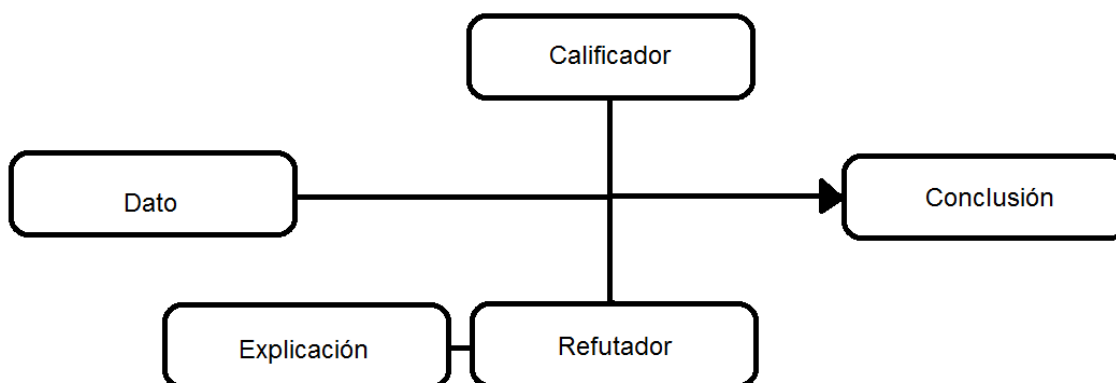 Calificador
Dato
Conclusión
Explicación
Refutador